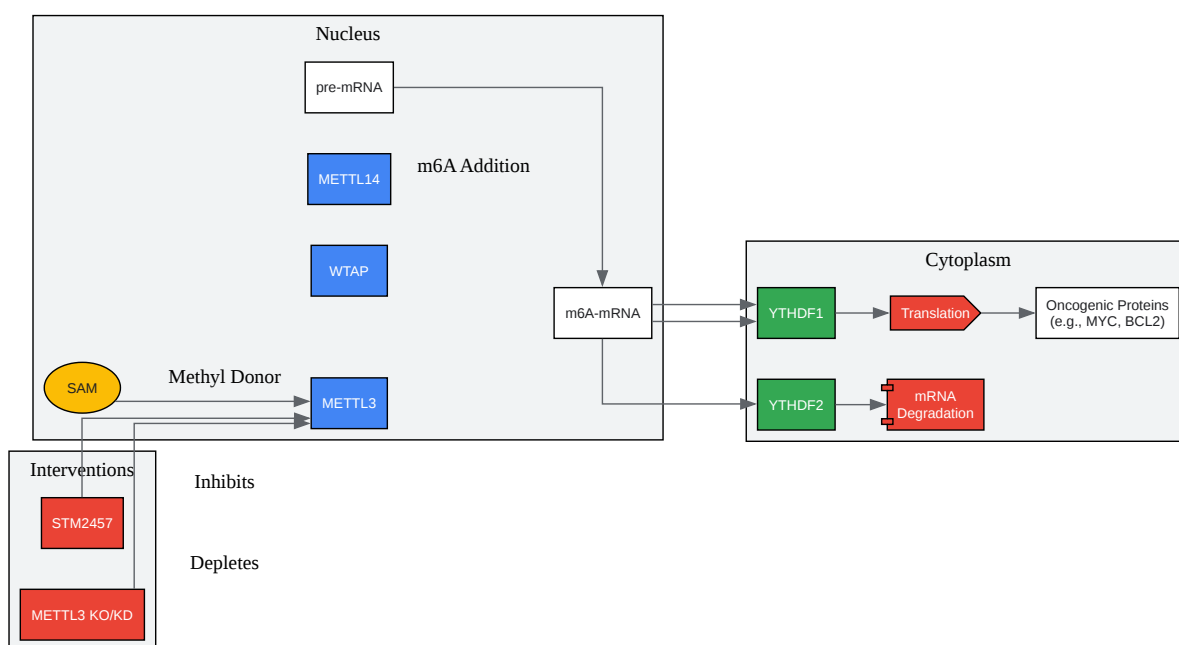 Nucleus
pre-mRNA
METTL14
m6A Addition
WTAP
m6A-mRNA
SAM
Methyl Donor
METTL3
Cytoplasm
YTHDF1
Translation
Oncogenic Proteins
(e.g., MYC, BCL2)
YTHDF2
mRNA
Degradation
Interventions
STM2457
Inhibits
Depletes
METTL3 KO/KD